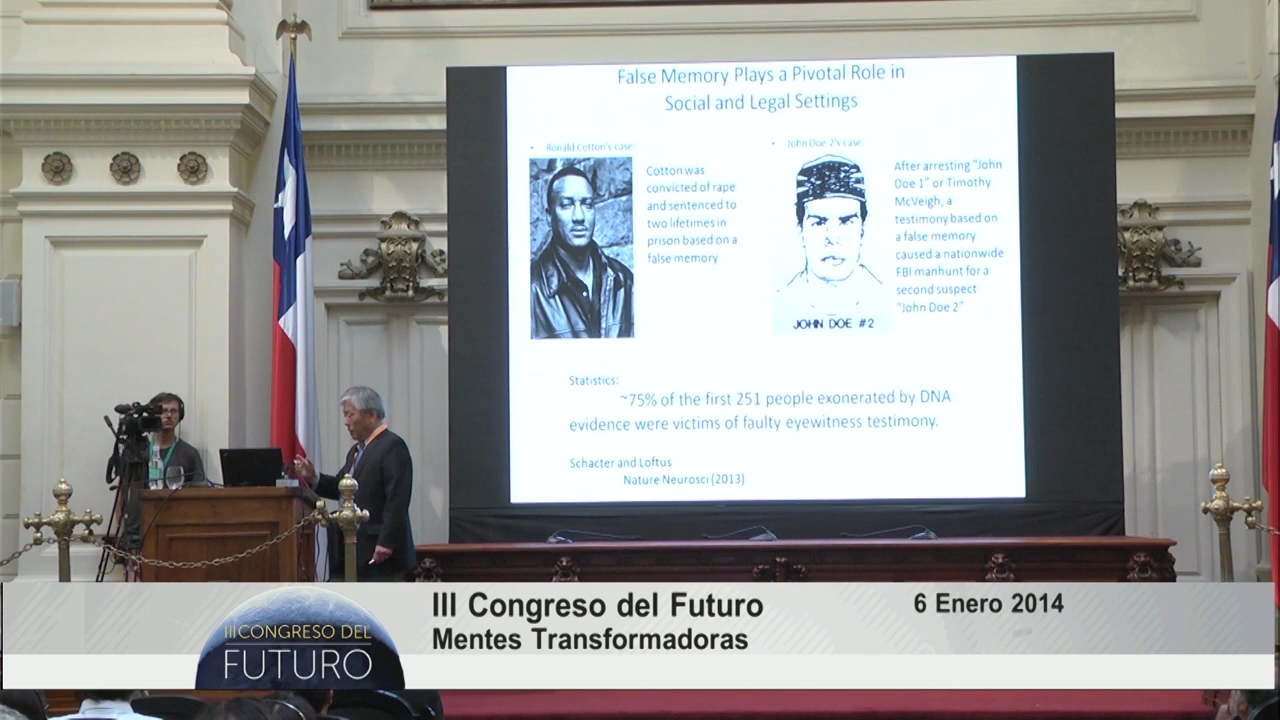 False Memory Plays a Pivotal Role in
Social and Legal Settings
• Ronald Cotton's case:
Cotton was
convicted of rape
and sentenced to
two lifetimes in
prison based on a
false memory
• John Doe 2's case:
After arresting "John
Doe 1" or Timothy
McVeigh, a
testimony based on
a false memory
caused a nationwide
FBI manhunt for a
second suspect
"John Doe 2"
JOHN DOE #2
Statistics:
~75% of the first 251 people exonerated by DNA
evidence were victims of faulty eyewitness testimony.
Schacter and Loftus
Nature Neurosci (2013)
III CONGRESO DEL
FUTURO
III Congreso del Futuro
Mentes Transformadoras
6 Enero 2014